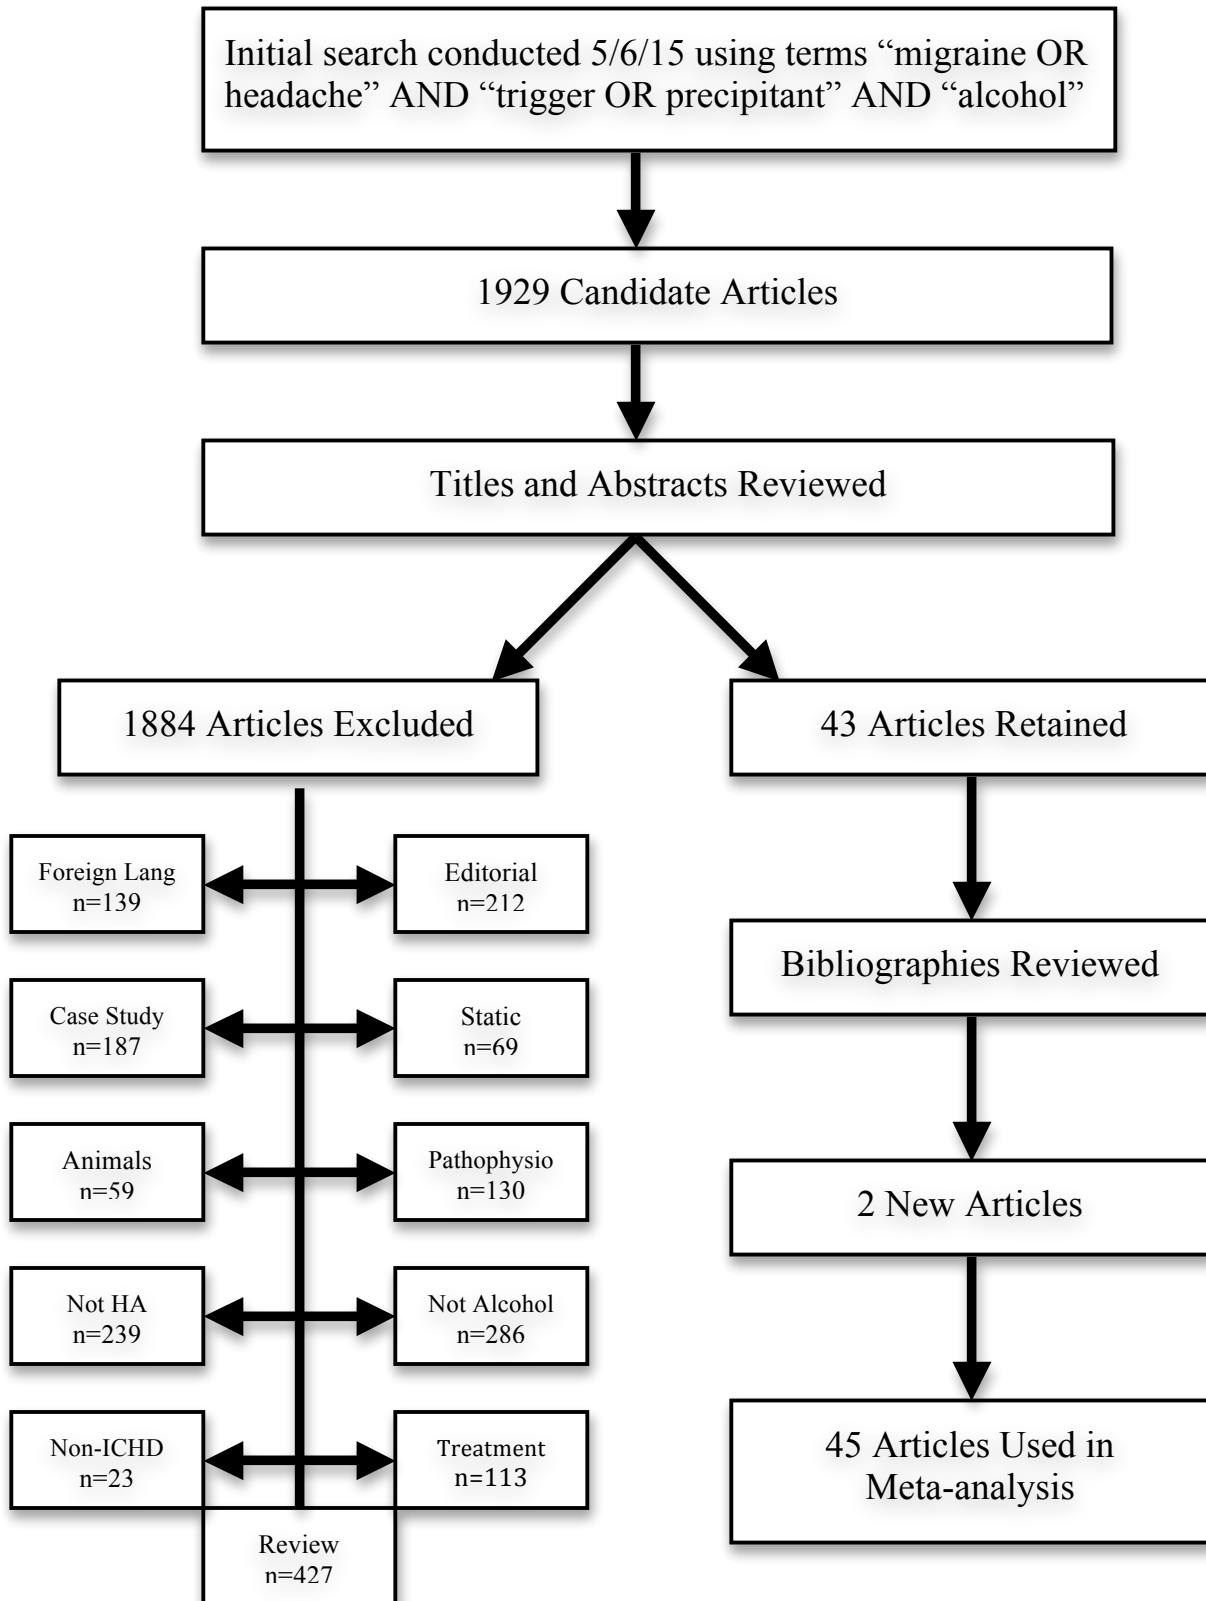 Initial search conducted 5/6/15 using terms “migraine OR
headache” AND “trigger OR precipitant” AND “alcohol”
1929 Candidate Articles
Titles and Abstracts Reviewed
1884 Articles Excluded
43 Articles Retained
Foreign Lang
n=139
Editorial
n=212
Case Study
n=187
Static
n=69
Animals
n=59
Pathophysio
n=130
Not HA
n=239
Not Alcohol
n=286
Non-ICHD
n=23
Treatment
n=113
Review
n=427
Bibliographies Reviewed
2 New Articles
45 Articles Used in
Meta-analysis